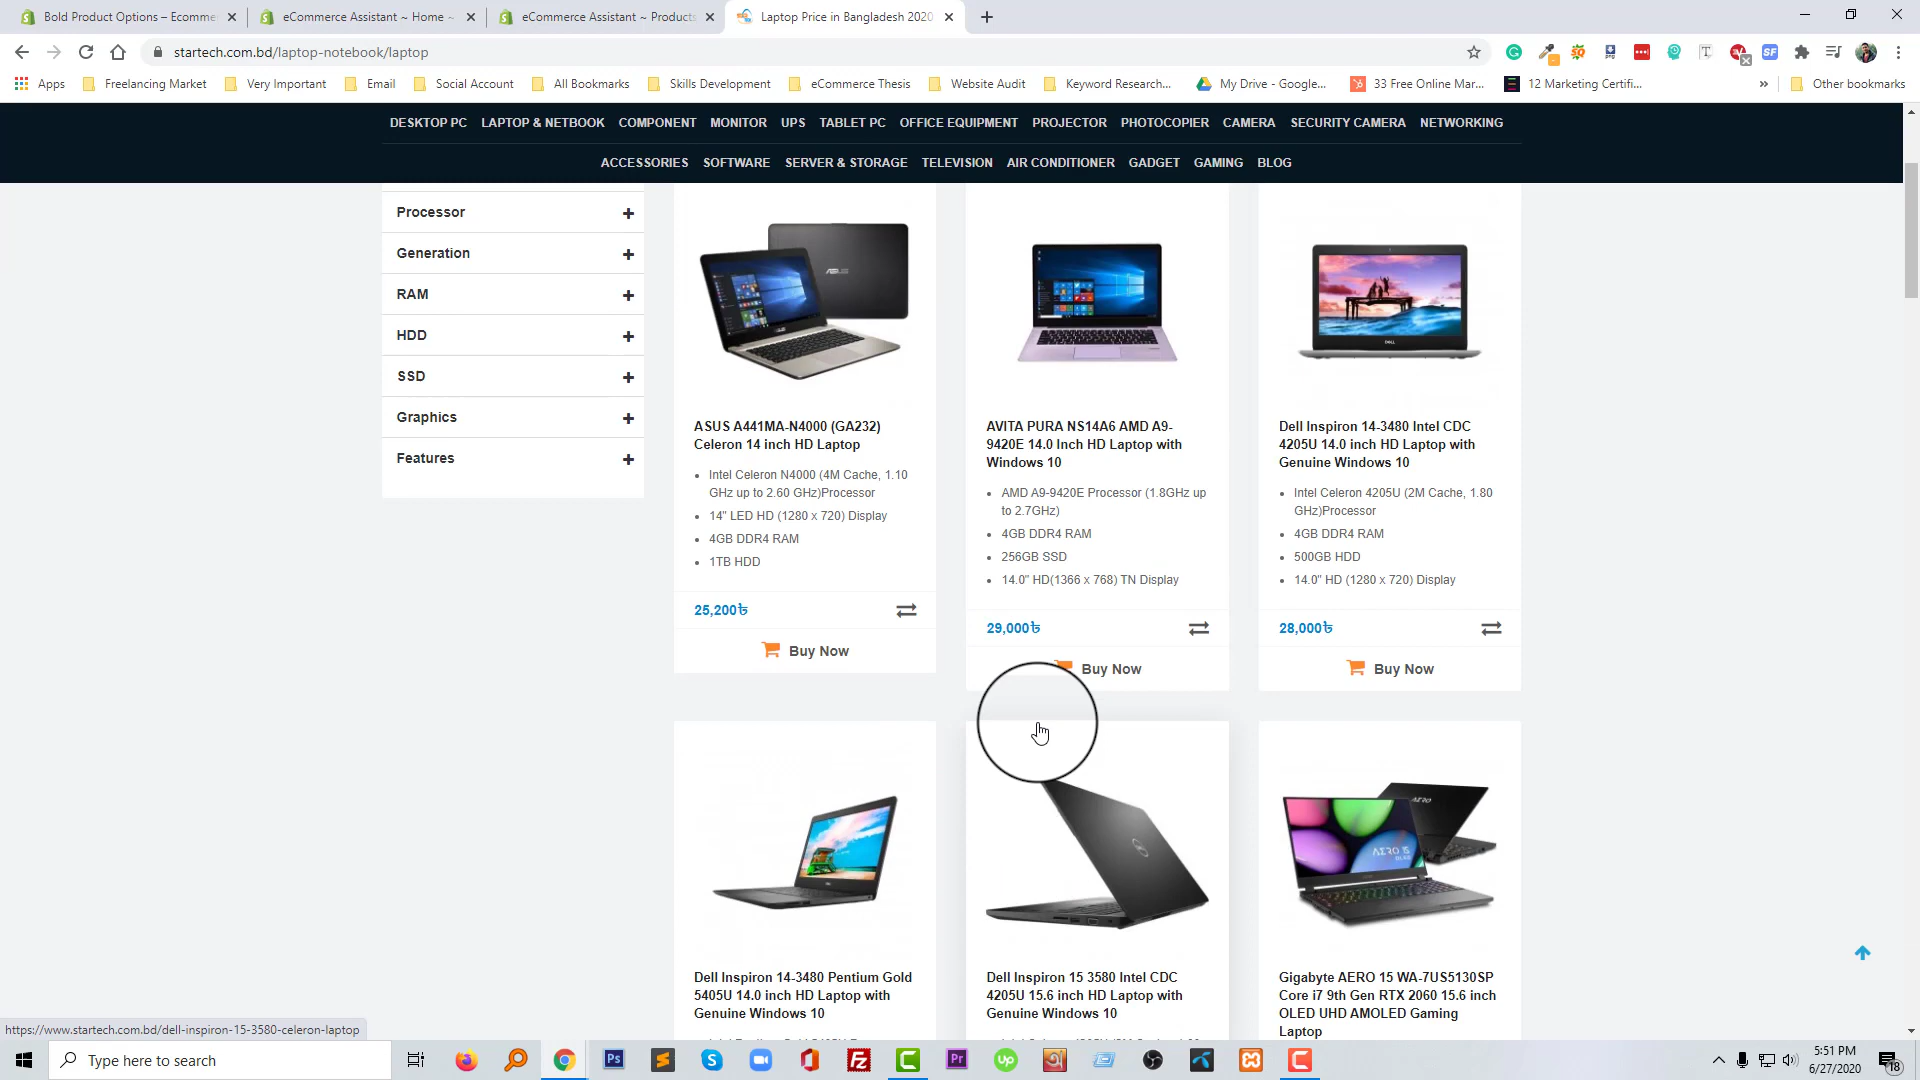 Bold Product Options – Ecomme
eCommerce Assistant ~ Home ~
eCommerce Assistant ~ Products
Laptop Price in Bangladesh 2020
startech.com.bd/laptop-notebook/laptop
Apps
Freelancing Market
Very Important
Email
Social Account
All Bookmarks
Skills Development
eCommerce Thesis
Website Audit
Keyword Research...
My Drive - Google...
33 Free Online Mar...
12 Marketing Certifi...
»
Other bookmarks
DESKTOP PC LAPTOP & NETBOOK COMPONENT MONITOR UPS TABLET PC OFFICE EQUIPMENT PROJECTOR PHOTOCOPIER CAMERA SECURITY CAMERA NETWORKING
ACCESSORIES SOFTWARE SERVER & STORAGE TELEVISION AIR CONDITIONER GADGET GAMING BLOG
Processor +
Generation +
RAM +
HDD +
SSD +
Graphics +
Features +
ASUS A441MA-N4000 (GA232)
Celeron 14 inch HD Laptop
• Intel Celeron N4000 (4M Cache, 1.10
GHz up to 2.60 GHz)Processor
• 14" LED HD (1280 x 720) Display
• 4GB DDR4 RAM
• 1TB HDD
25,200৳
Buy Now
AVITA PURA NS14A6 AMD A9-
9420E 14.0 Inch HD Laptop with
Windows 10
• AMD A9-9420E Processor (1.8GHz up
to 2.7GHz)
• 4GB DDR4 RAM
• 256GB SSD
• 14.0" HD(1366 x 768) TN Display
29,000৳
Buy Now
Dell Inspiron 14-3480 Intel CDC
4205U 14.0 inch HD Laptop with
Genuine Windows 10
• Intel Celeron 4205U (2M Cache, 1.80
GHz)Processor
• 4GB DDR4 RAM
• 500GB HDD
• 14.0" HD (1280 x 720) Display
28,000৳
Buy Now
Dell Inspiron 14-3480 Pentium Gold
5405U 14.0 inch HD Laptop with
Genuine Windows 10
Dell Inspiron 15 3580 Intel CDC
4205U 15.6 inch HD Laptop with
Genuine Windows 10
Gigabyte AERO 15 WA-7US5130SP
Core i7 9th Gen RTX 2060 15.6 inch
OLED UHD AMOLED Gaming
Laptop
https://www.startech.com.bd/dell-inspiron-15-3580-celeron-laptop
Type here to search
5:51 PM
6/27/2020
18